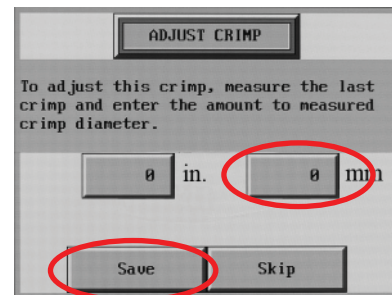 ADJUST CRIMP
To adjust this crimp, measure the last
crimp and enter the amount to measured
crimp diameter.
0 in. 0 mm
Save Skip